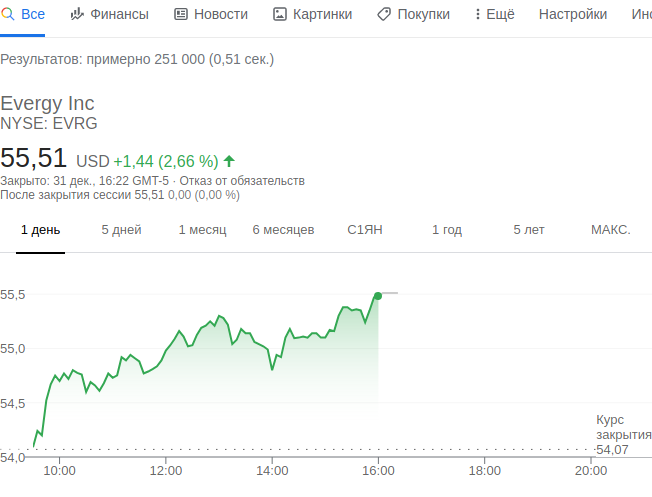 Все Финансы Новости Картинки Покупки Ещё Настройки
Результатов: примерно 251 000 (0,51 сек.)
Evergy Inc
NYSE: EVRG
55,51 USD +1,44 (2,66 %)
Закрыто: 31 дек., 16:22 GMT-5 · Отказ от обязательств
После закрытия сессии 55,51 0,00 (0,00 %)
1 день 5 дней 1 месяц 6 месяцев С1ЯН 1 год 5 лет МАКС.
55,5
55,0
54,5
Курс
закрытия
54,07
54,0
10:00 12:00 14:00 16:00 18:00 20:00